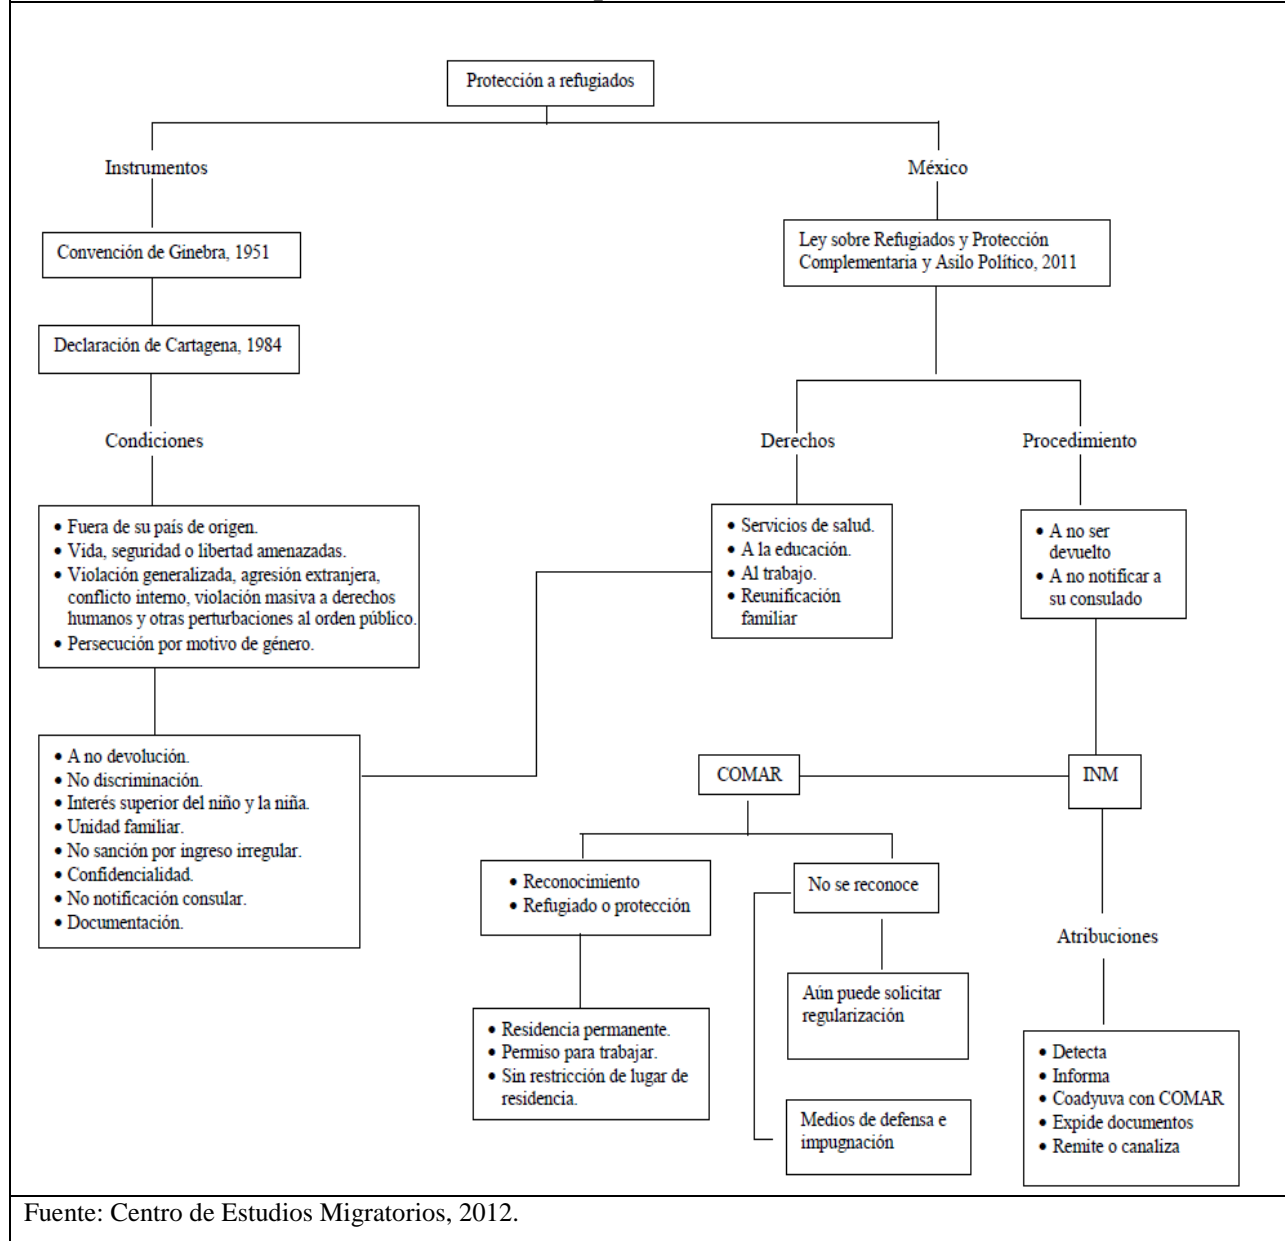 Protección a refugiados
Instrumentos
México
Convención de Ginebra, 1951
Ley sobre Refugiados y Protección
Complementaria y Asilo Político, 2011
Declaración de Cartagena, 1984
Condiciones
Derechos
Procedimiento
• Fuera de su país de origen.
• Vida, seguridad o libertad amenazadas.
• Violación generalizada, agresión extranjera,
conflicto interno, violación masiva a derechos
humanos y otras perturbaciones al orden público.
• Persecución por motivo de género.
• Servicios de salud.
• A la educación.
• Al trabajo.
• Reunificación
familiar
• A no ser
devuelto
• A no notificar a
su consulado
• A no devolución.
• No discriminación.
• Interés superior del niño y la niña.
• Unidad familiar.
• No sanción por ingreso irregular.
• Confidencialidad.
• No notificación consular.
• Documentación.
COMAR
INM
• Reconocimiento
• Refugiado o protección
No se reconoce
Atribuciones
Aún puede solicitar
regularización
• Residencia permanente.
• Permiso para trabajar.
• Sin restricción de lugar de
residencia.
Medios de defensa e
impugnación
• Detecta
• Informa
• Coadyuva con COMAR
• Expide documentos
• Remite o canaliza
Fuente: Centro de Estudios Migratorios, 2012.